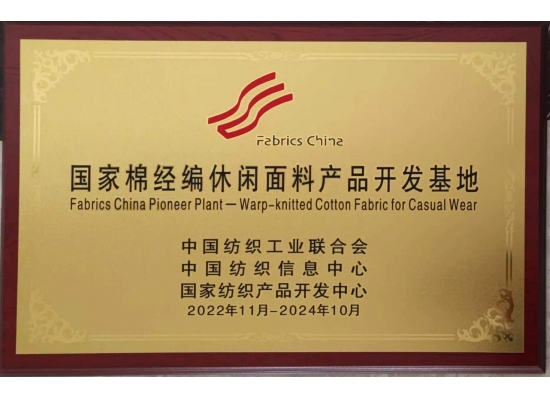 Fabrics China
国家棉经编休闲面料产品开发基地
Fabrics China Pioneer Plant — Warp-knitted Cotton Fabric for Casual Wear
中国纺织工业联合会
中国纺织信息中心
国家纺织产品开发中心
2022年11月-2024年10月